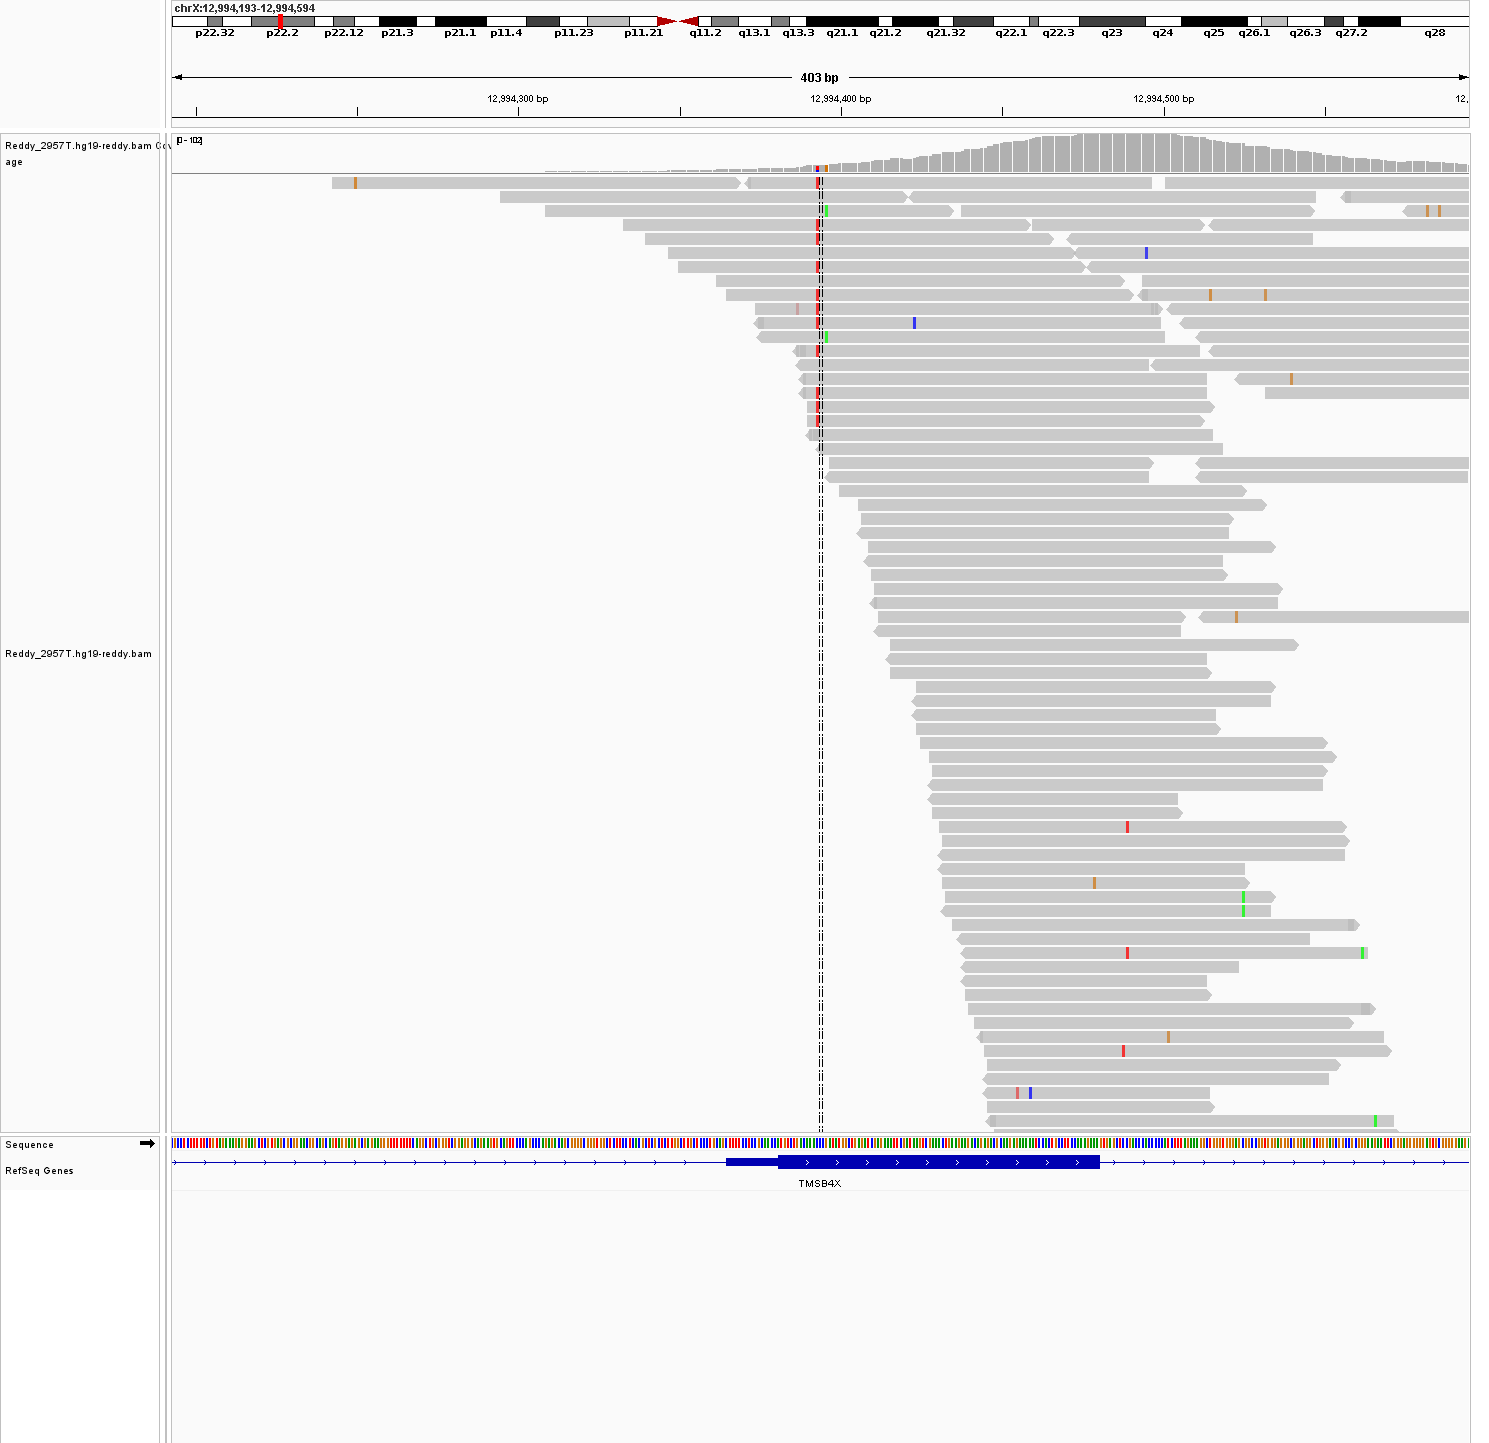 chrX:12,994,193-12,994,594
p22.32 p22.2 p22.12 p21.3 p21.1 p11.4 p11.23 p11.21 q11.2 q13.1 q13.3 q21.1 q21.2 q21.32 q22.1 q22.3 q23 q24 q25 q26.1 q26.3 q27.2 q28
403 bp
12,994,300 bp 12,994,400 bp 12,994,500 bp 12,
[0 - 102]
Reddy_2957T.hg19-reddy.bam Cov
age
Reddy_2957T.hg19-reddy.bam
Sequence
RefSeq Genes
TMSB4X